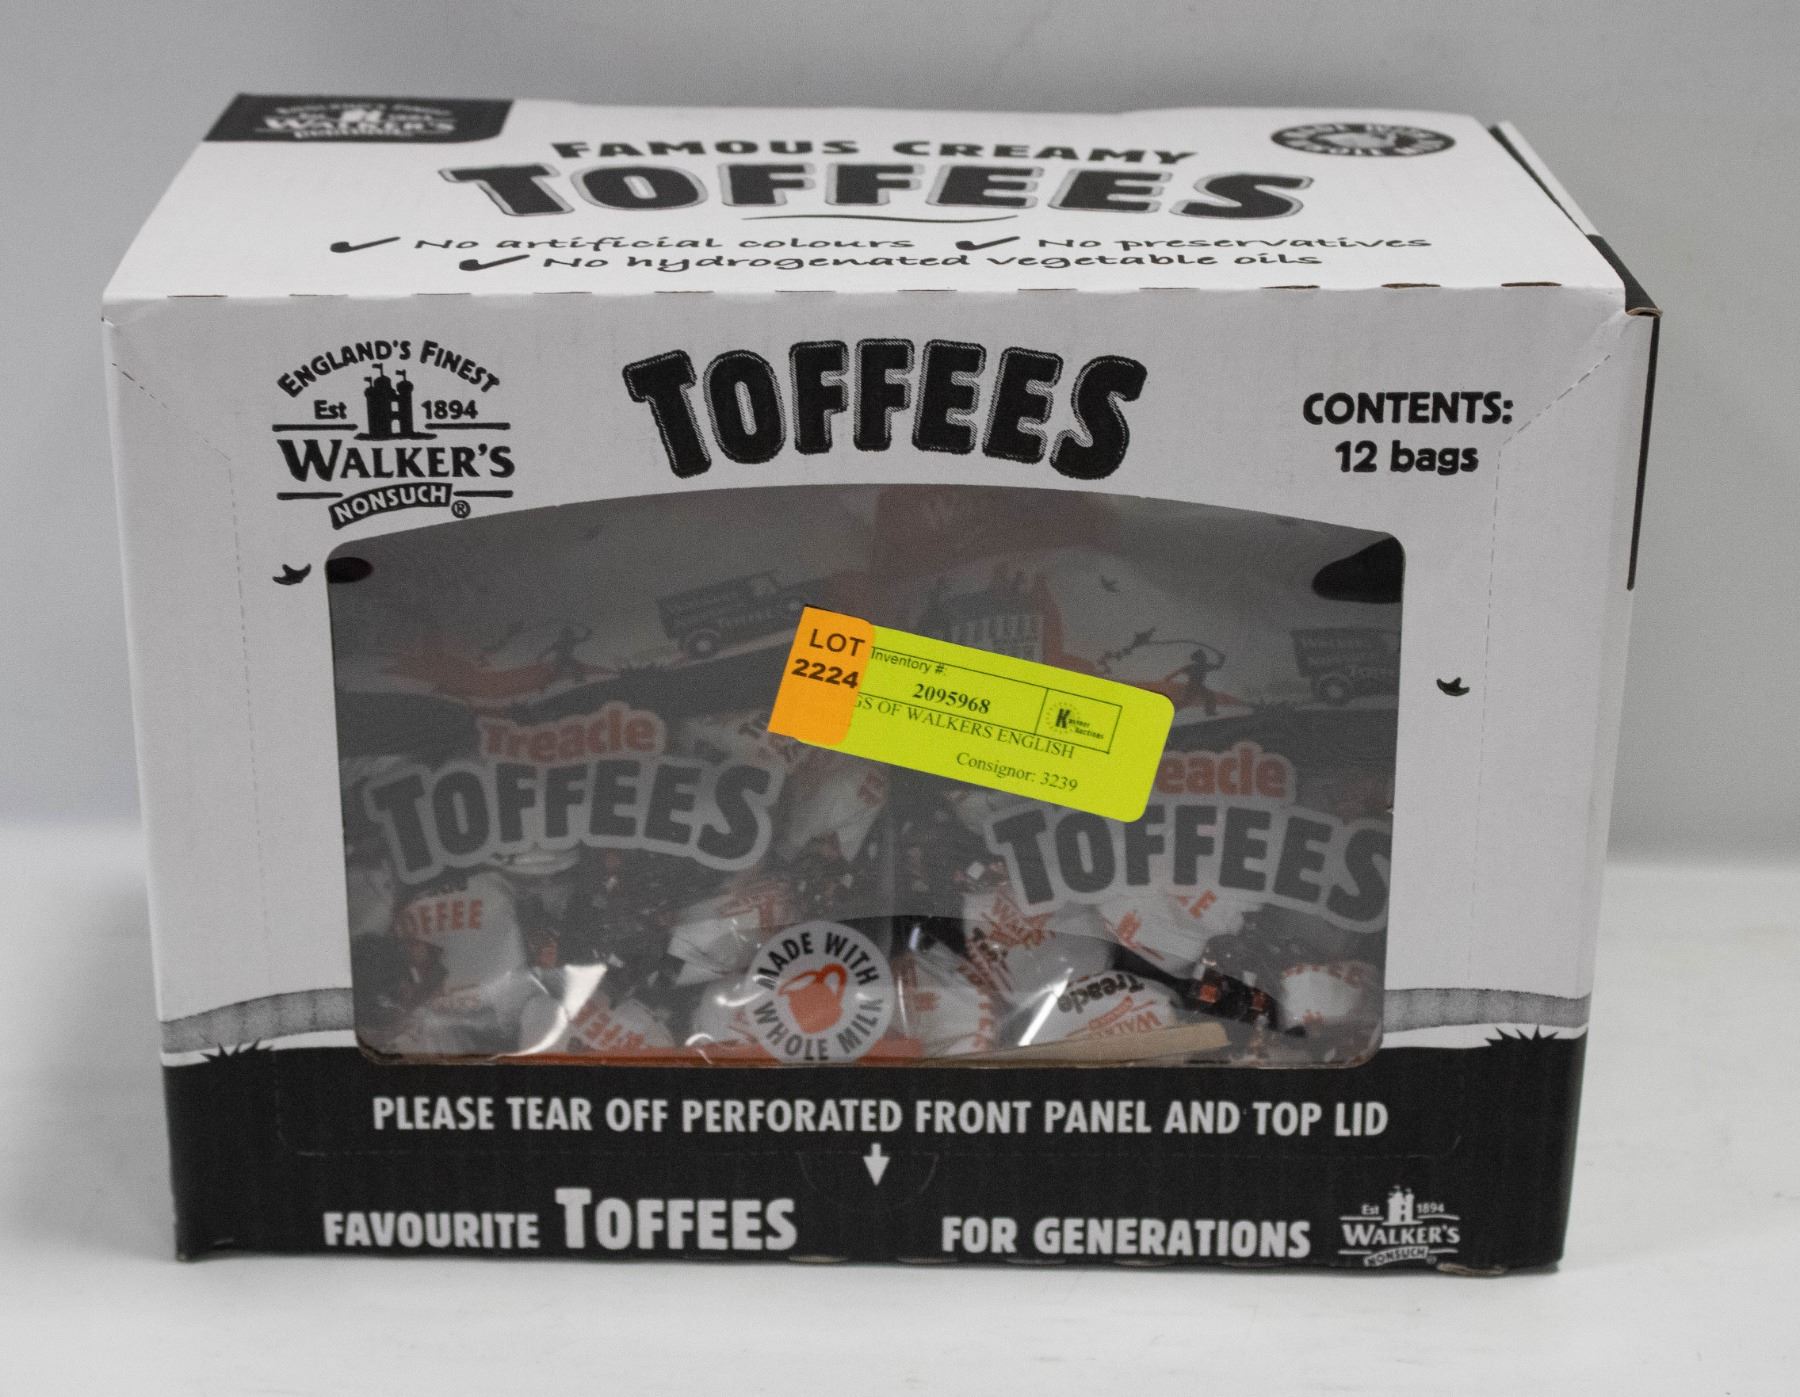 WALKER'S
FAMOUS CREAMY
TOFFEES
No artificial colours No preservatives
No hydrogenated vegetable oils
ENGLAND'S FINEST
Est 1894
WALKER'S
NONSUCH®
TOFFEES
CONTENTS:
12 bags
LOT
2224
Inventory #:
2095968
GS OF WALKERS ENGLISH
Consignor: 3239
Treacle
TOFFEES
eacle
TOFFEES
OFFEE
Treacle
MADE WITH
WHOLE MILK
PLEASE TEAR OFF PERFORATED FRONT PANEL AND TOP LID
FAVOURITE TOFFEES FOR GENERATIONS
Est 1894
WALKER'S
NONSUCH